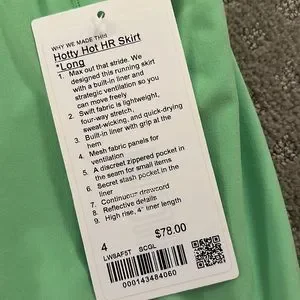 WHY WE MADE THIS
Hotty Hot HR Skirt
*Long
1. Max out that stride. We
designed this running skirt
with a built-in liner and
strategic ventilation so you
can move freely
2. Swift fabric is lightweight,
four-way stretch,
sweat-wicking, and quick-drying
3. Built-in liner with grip at the
hem
4. Mesh fabric panels for
ventilation
5. A discreet zippered pocket in
the seam for small items
6. Secret stash pocket in the
liner
7. Continuous drawcord
8. Reflective details
9. High rise, 4" liner length
4 $78.00
LW8AF5T SCGL
000143484060